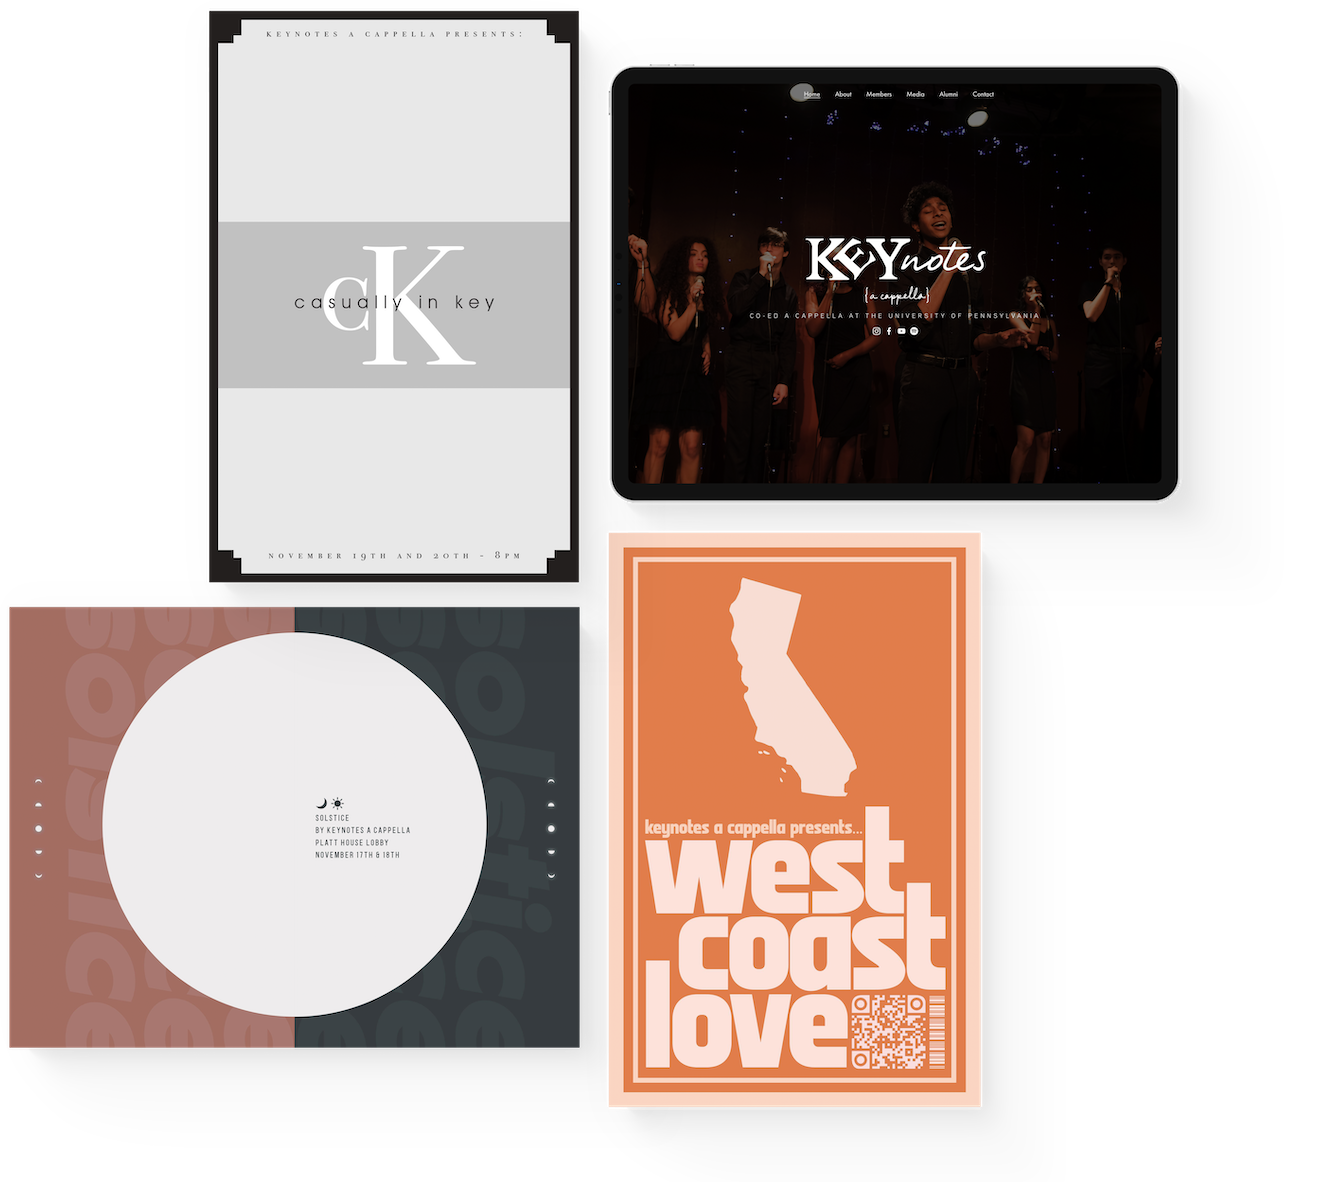 KEYNOTES A CAPPELLA PRESENTS:
cK
casually in key
NOVEMBER 19TH AND 20TH - 8PM
Home About Members Media Alumni Contact
KEYnotes
{a cappella}
CO-ED A CAPPELLA AT THE UNIVERSITY OF PENNSYLVANIA
solstice
SOLSTICE
BY KEYNOTES A CAPPELLA
PLATT HOUSE LOBBY
NOVEMBER 17TH & 18TH
keynotes a cappella presents...
west
coast
love